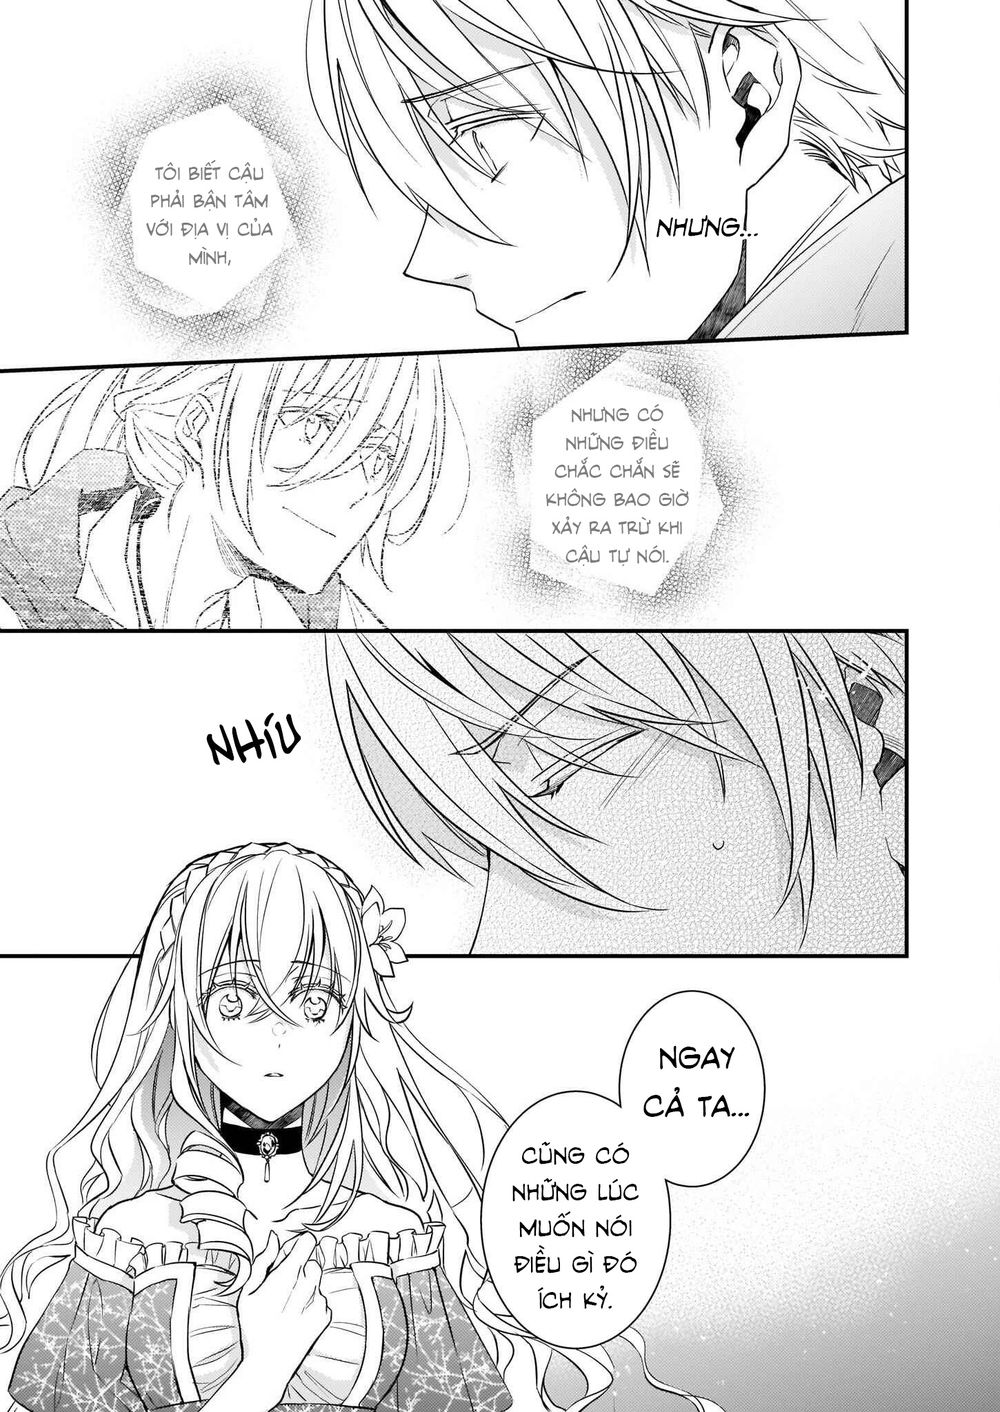 NHƯNG...
TÔI BIẾT CẬU
PHẢI BẬN TÂM
VỚI ĐỊA VỊ CỦA
MÌNH,
NHƯNG CÓ
NHỮNG ĐIỀU
CHẮC CHẮN SẼ
KHÔNG BAO GIỜ
XẢY RA TRỪ KHI
CẬU TỰ NÓI.
NHÍU
NGAY
CẢ TA...
CŨNG CÓ
NHỮNG LÚC
MUỐN NÓI
ĐIỀU GÌ ĐÓ
ÍCH KỶ.